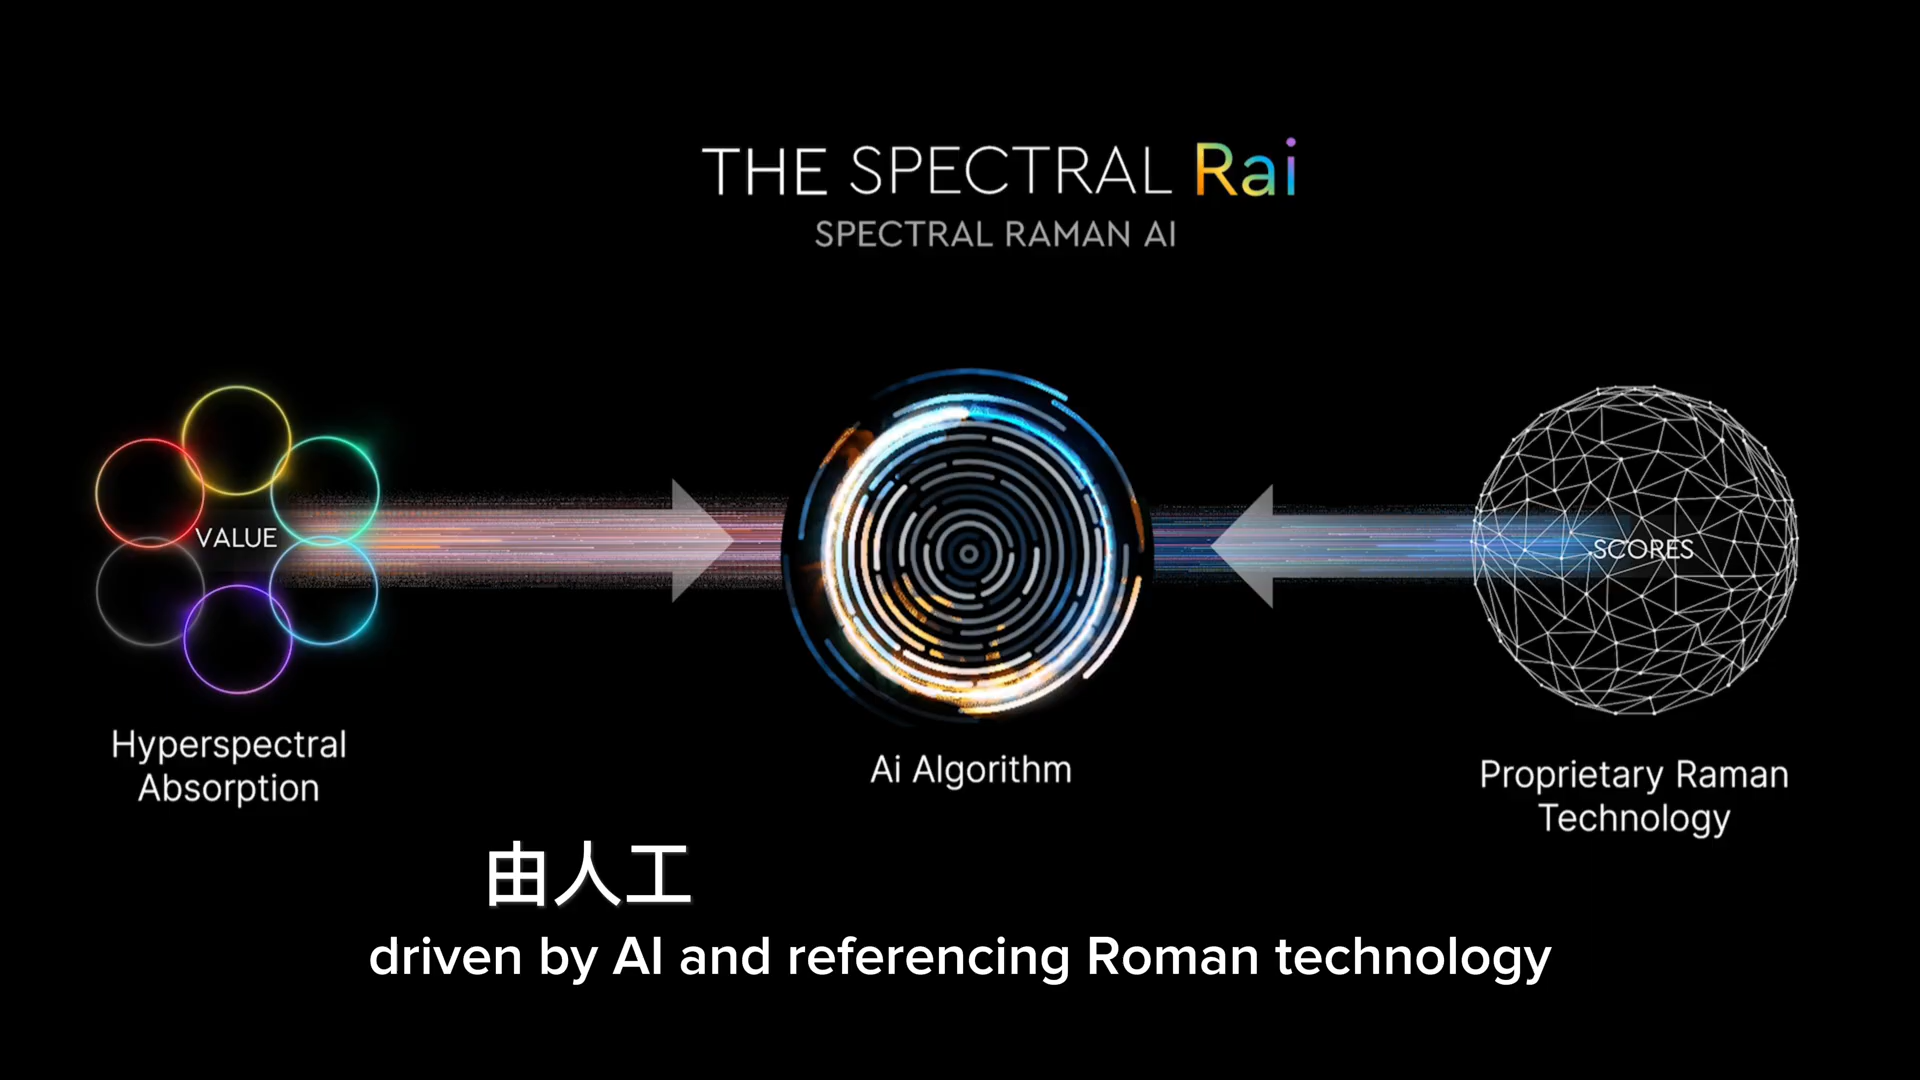 THE SPECTRAL Rai
SPECTRAL RAMAN AI
VALUE
SCORES
Hyperspectral
Absorption
Ai Algorithm
Proprietary Raman
Technology
由人工
driven by AI and referencing Roman technology